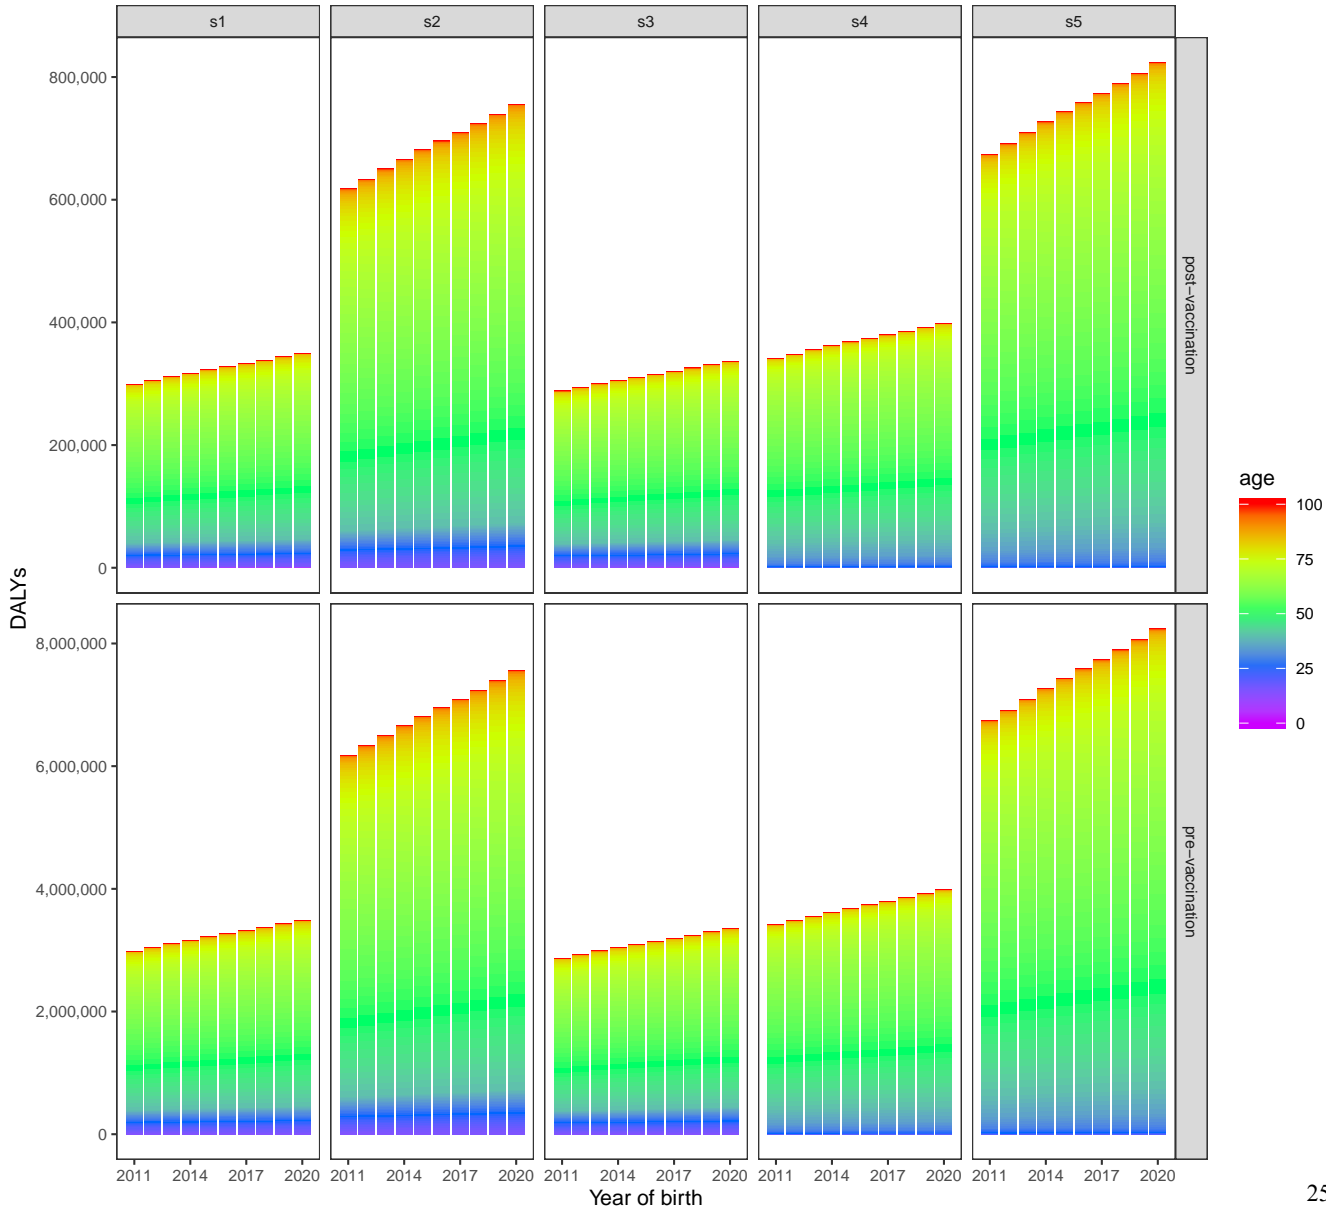 s1 s2 s3 s4 s5
800,000
600,000
400,000
200,000
0
post−vaccination
8,000,000
6,000,000
4,000,000
2,000,000
0
pre−vaccination
DALYs
2011 2014 2017 2020 2011 2014 2017 2020 2011 2014 2017 2020 2011 2014 2017 2020 2011 2014 2017 2020
Year of birth
age
100
75
50
25
0
25